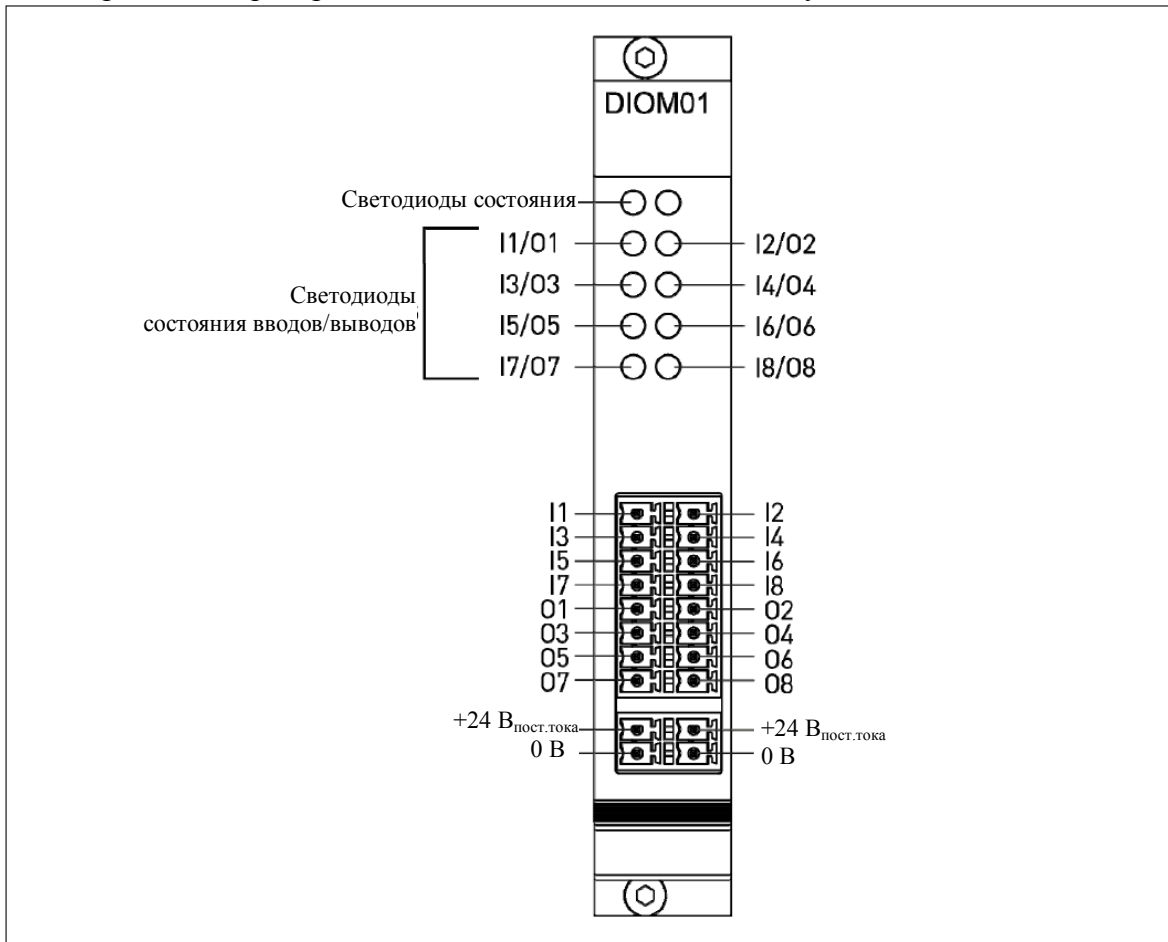 DIOM01
Светодиоды состояния
I1/O1 I2/O2
I3/O3 I4/O4
Светодиоды
состояния вводов/выводов
I5/O5 I6/O6
I7/O7 I8/O8
I1 I2
I3 I4
I5 I6
I7 I8
O1 O2
O3 O4
O5 O6
O7 O8
+24 Впост.тока +24 Впост.тока
0 В 0 В